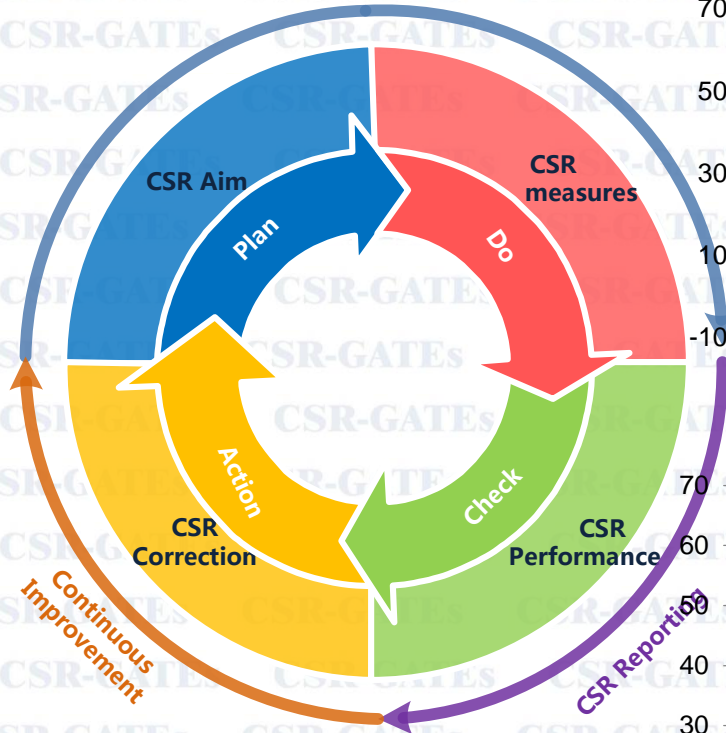 CSR-GATEs
CSR Aim
CSR
measures
Plan
Do
Action
Check
CSR
Correction
CSR
Performance
Continuous
Improvement
CSR Reporting
70
50
30
10
-10
70
60
50
40
30